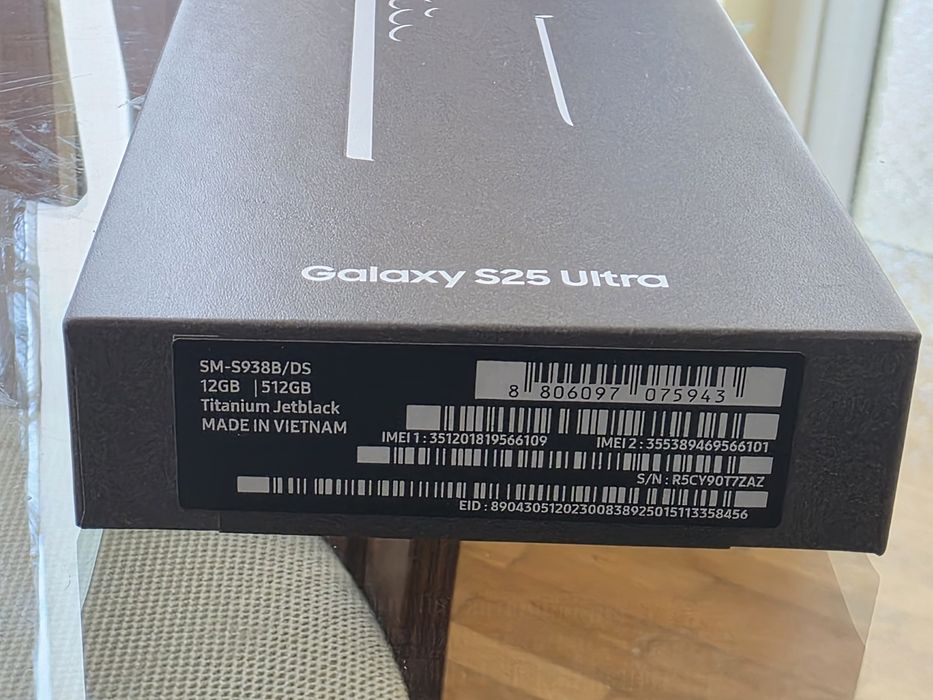 Galaxy S25 Ultra
SM-S938B/DS
12GB | 512GB
Titanium Jetblack
MADE IN VIETNAM
8 806097 075943
IMEI 1 : 351201819566109
IMEI 2 : 355389469566101
S/N : R5CY90T7ZAZ
EID : 89043051202300838925015113358456